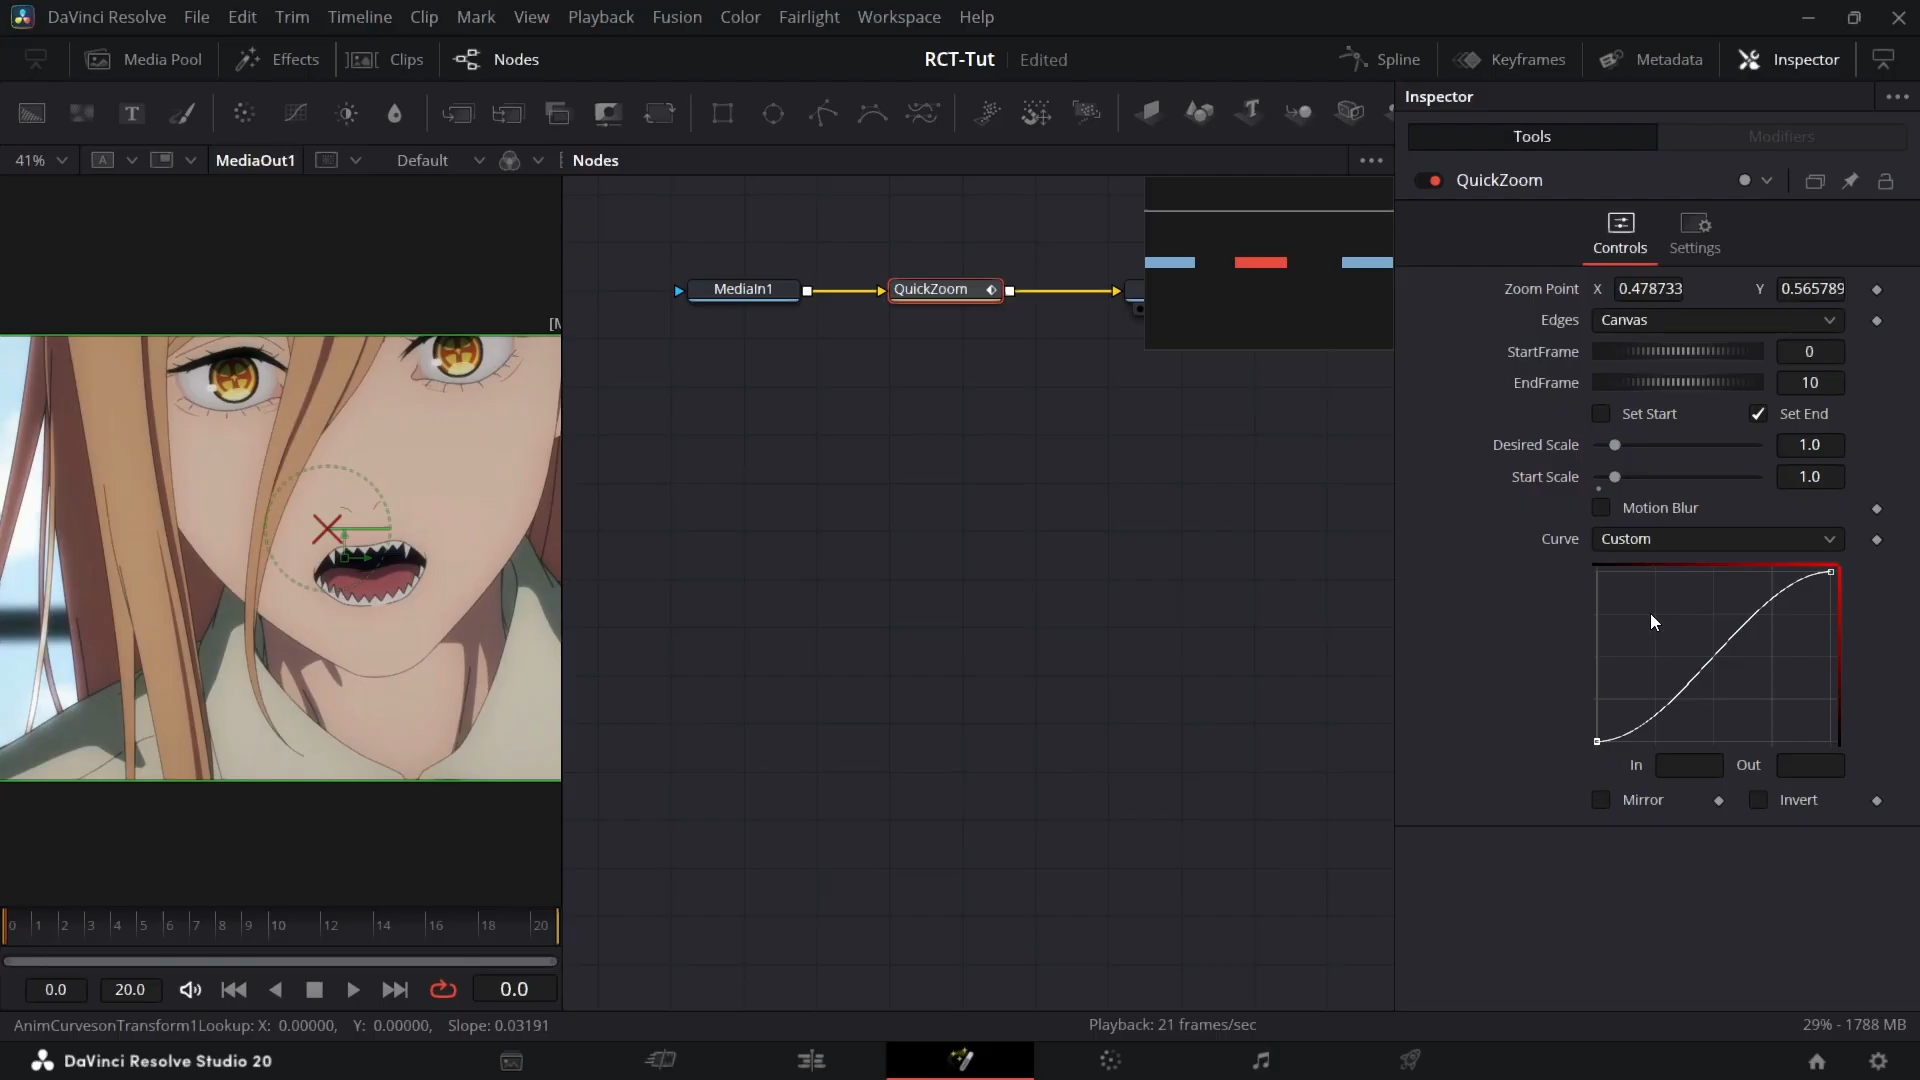 DaVinci Resolve File Edit Trim Timeline Clip Mark View Playback Fusion Color Fairlight Workspace Help
Media Pool Effects Clips Nodes RCT-Tut Edited Spline Keyframes Metadata Inspector
Inspector
Tools Modifiers
41% A MediaOut1 Default Nodes
QuickZoom
Controls Settings
MediaIn1 QuickZoom
Zoom Point X 0.478733 Y 0.565789
Edges Canvas
StartFrame 0
EndFrame 10
Set Start Set End
Desired Scale 1.0
Start Scale 1.0
Motion Blur
Curve Custom
In Out
Mirror Invert
0 1 2 3 4 5 6 7 8 9 10 12 14 16 18 20
0.0 20.0 0.0
AnimCurvesonTransform1Lookup: X: 0.00000, Y: 0.00000, Slope: 0.03191 Playback: 21 frames/sec 29% - 1788 MB
DaVinci Resolve Studio 20